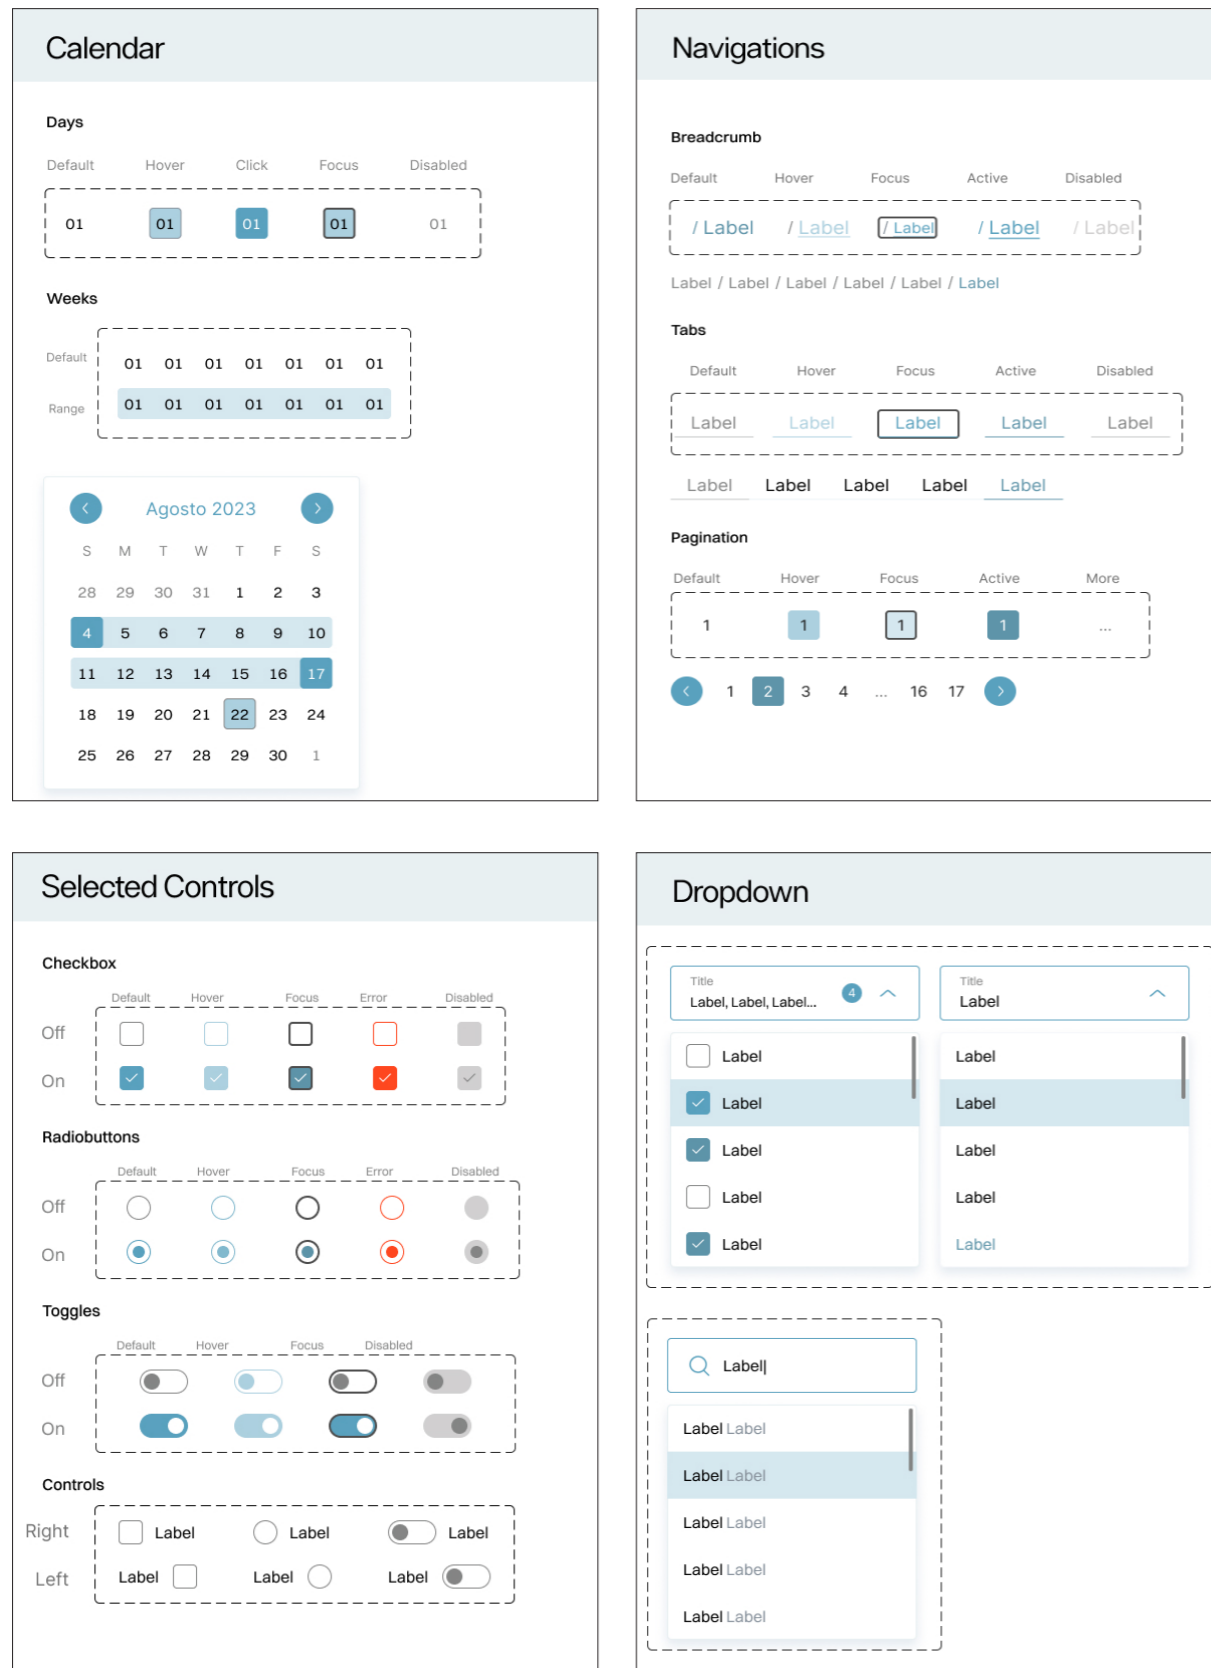 Calendar
Days
Default Hover Click Focus Disabled
01 01 01 01 01
Weeks
Default 01 01 01 01 01 01 01
Range 01 01 01 01 01 01 01
Agosto 2023
S M T W T F S
28 29 30 31 1 2 3
4 5 6 7 8 9 10
11 12 13 14 15 16 17
18 19 20 21 22 23 24
25 26 27 28 29 30 1
Navigations
Breadcrumb
Default Hover Focus Active Disabled
/ Label / Label / Label / Label / Label
Label / Label / Label / Label / Label / Label
Tabs
Default Hover Focus Active Disabled
Label Label Label Label Label
Label Label Label Label Label
Pagination
Default Hover Focus Active More
1 1 1 1 ...
1 2 3 4 ... 16 17
Selected Controls
Checkbox
Default Hover Focus Error Disabled
Off
On
Radiobuttons
Default Hover Focus Error Disabled
Off
On
Toggles
Default Hover Focus Disabled
Off
On
Controls
Right Label Label Label
Left Label Label Label
Dropdown
Title
Label, Label, Label... 4
Label
Label
Label
Label
Label
Title
Label
Label
Label
Label
Label
Label
Label
Label Label
Label Label
Label Label
Label Label
Label Label